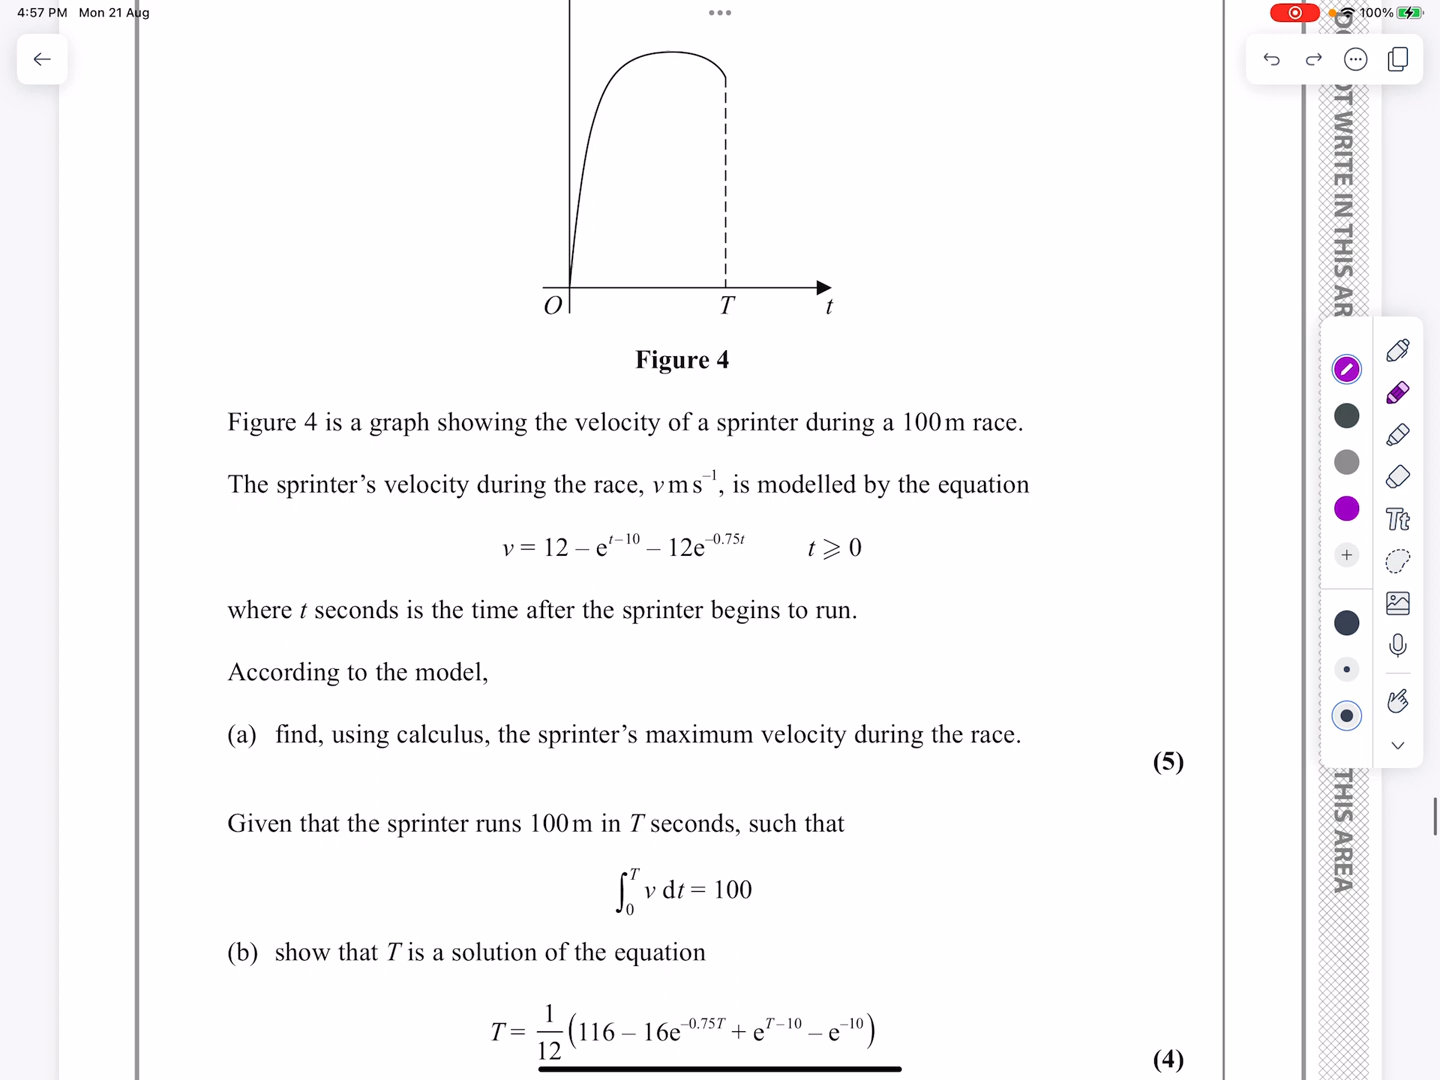 4:57 PM Mon 21 Aug
100%
O
T
t
Figure 4
Figure 4 is a graph showing the velocity of a sprinter during a 100 m race.
The sprinter's velocity during the race, v m s⁻¹, is modelled by the equation
v = 12 – e^{t–10} – 12e^{–0.75t} t ⩾ 0
where t seconds is the time after the sprinter begins to run.
According to the model,
(a) find, using calculus, the sprinter's maximum velocity during the race.
(5)
Given that the sprinter runs 100 m in T seconds, such that
∫₀ᵀ v dt = 100
(b) show that T is a solution of the equation
T = 1/12 (116 – 16e^{–0.75T} + e^{T–10} – e^{–10})
(4)
OT WRITE IN THIS AR
THIS AREA
Tt